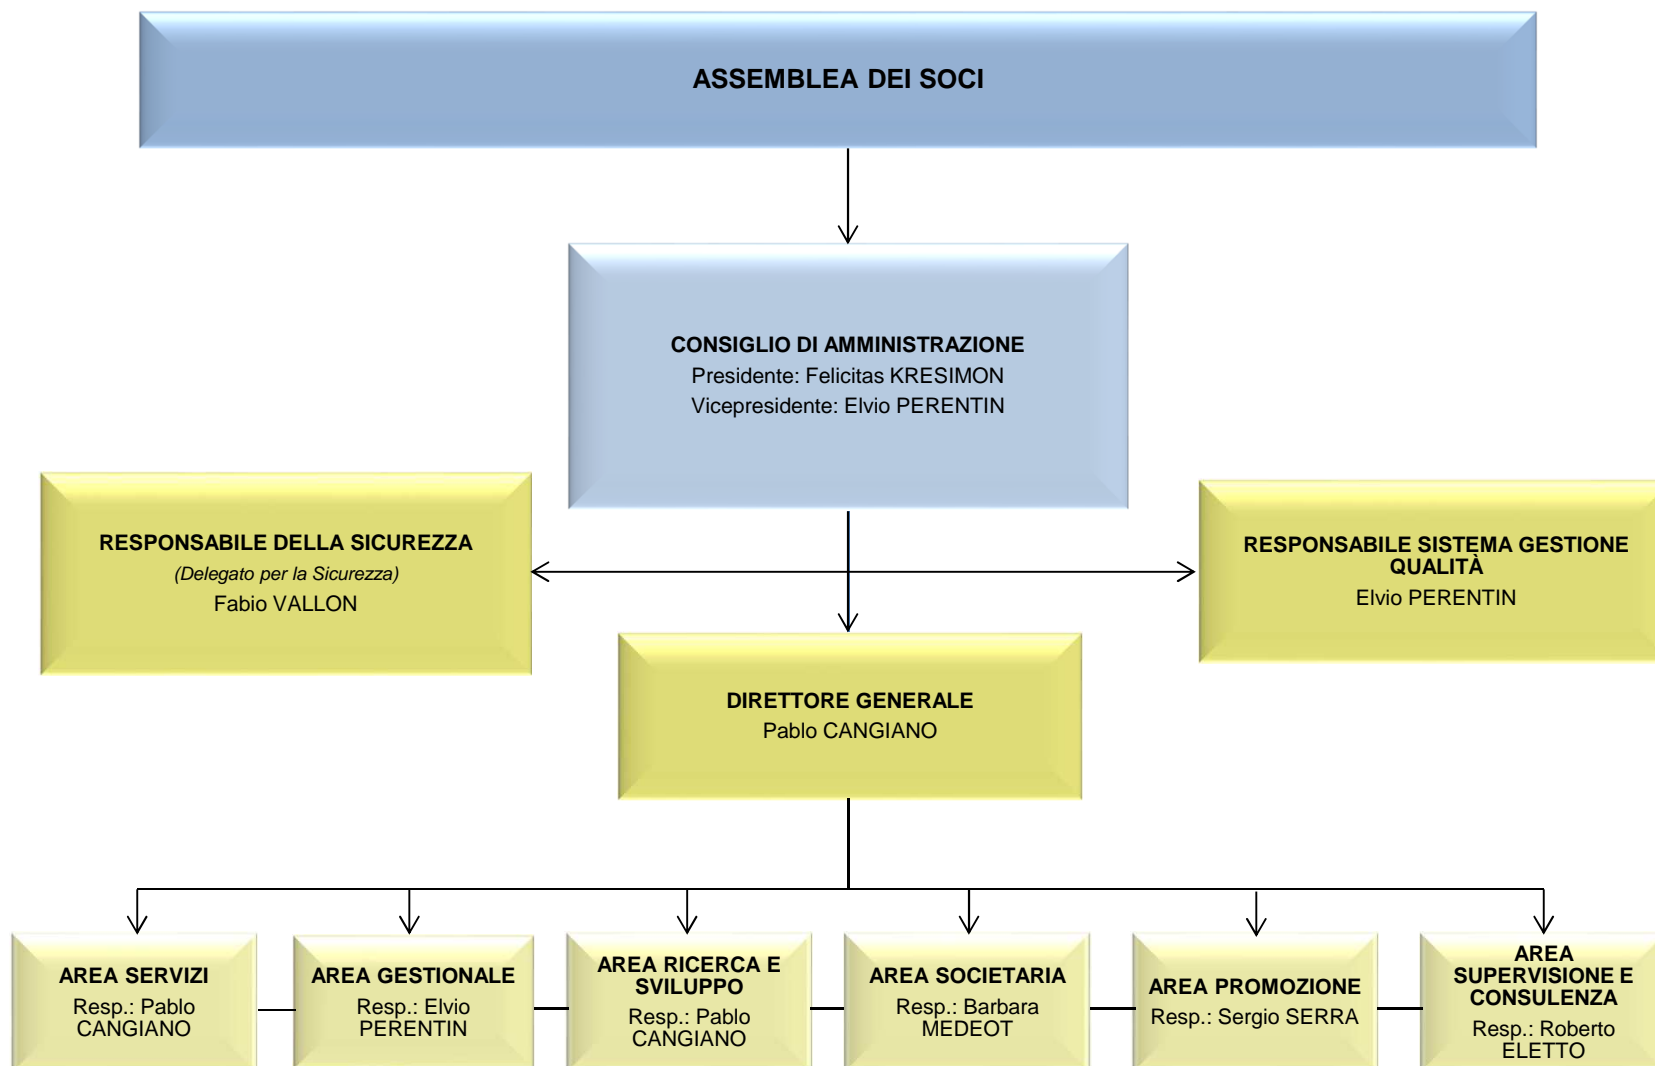 ASSEMBLEA DEI SOCI
CONSIGLIO DI AMMINISTRAZIONE
Presidente: Felicitas KRESIMON
Vicepresidente: Elvio PERENTIN
RESPONSABILE DELLA SICUREZZA
(Delegato per la Sicurezza)
Fabio VALLON
RESPONSABILE SISTEMA GESTIONE
QUALITÀ
Elvio PERENTIN
DIRETTORE GENERALE
Pablo CANGIANO
AREA SERVIZI
Resp.: Pablo
CANGIANO
AREA GESTIONALE
Resp.: Elvio
PERENTIN
AREA RICERCA E
SVILUPPO
Resp.: Pablo
CANGIANO
AREA SOCIETARIA
Resp.: Barbara
MEDEOT
AREA PROMOZIONE
Resp.: Sergio SERRA
AREA
SUPERVISIONE E
CONSULENZA
Resp.: Roberto
ELETTO